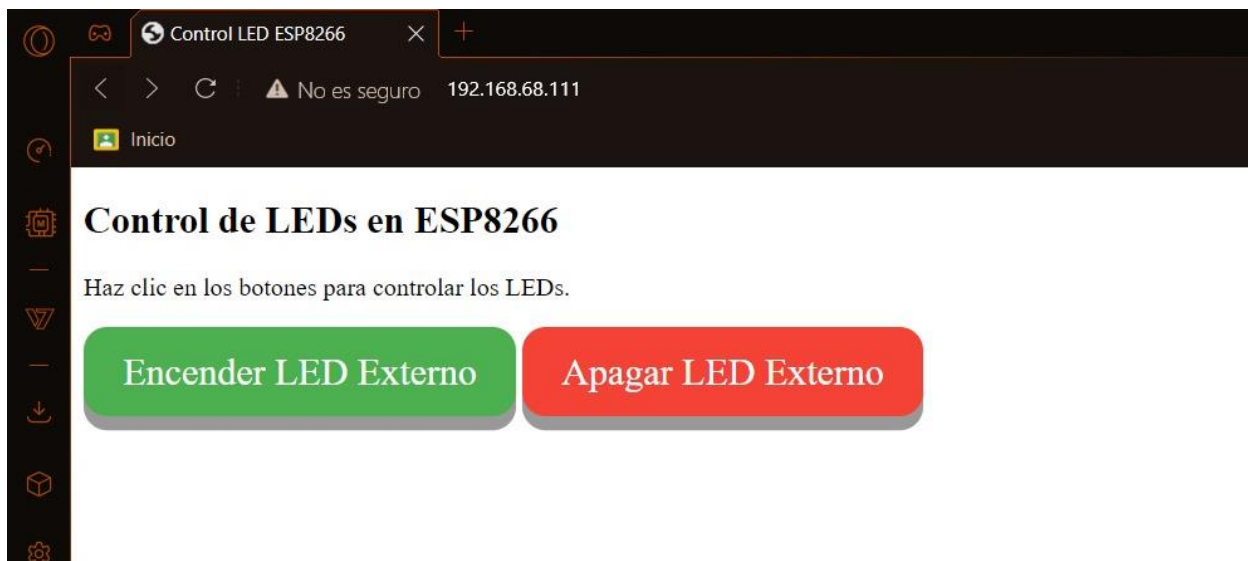 Control LED ESP8266
No es seguro 192.168.68.111
Inicio
Control de LEDs en ESP8266
Haz clic en los botones para controlar los LEDs.
Encender LED Externo Apagar LED Externo